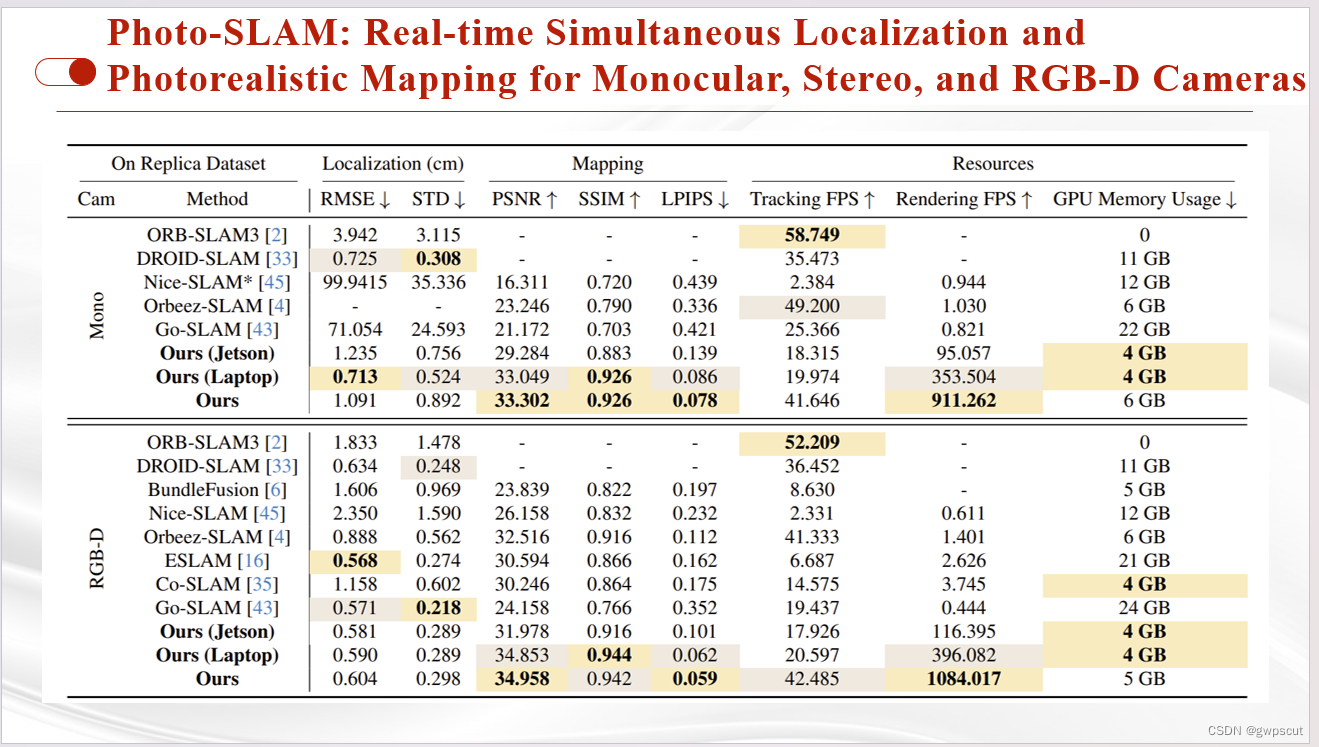 Photo-SLAM: Real-time Simultaneous Localization and
Photorealistic Mapping for Monocular, Stereo, and RGB-D Cameras
On Replica Dataset Localization (cm) Mapping Resources
Cam Method RMSE ↓ STD ↓ PSNR ↑ SSIM ↑ LPIPS ↓ Tracking FPS ↑ Rendering FPS ↑ GPU Memory Usage ↓
Mono
ORB-SLAM3 [2] 3.942 3.115 - - - 58.749 - 0
DROID-SLAM [33] 0.725 0.308 - - - 35.473 - 11 GB
Nice-SLAM* [45] 99.9415 35.336 16.311 0.720 0.439 2.384 0.944 12 GB
Orbeez-SLAM [4] - - 23.246 0.790 0.336 49.200 1.030 6 GB
Go-SLAM [43] 71.054 24.593 21.172 0.703 0.421 25.366 0.821 22 GB
Ours (Jetson) 1.235 0.756 29.284 0.883 0.139 18.315 95.057 4 GB
Ours (Laptop) 0.713 0.524 33.049 0.926 0.086 19.974 353.504 4 GB
Ours 1.091 0.892 33.302 0.926 0.078 41.646 911.262 6 GB
RGB-D
ORB-SLAM3 [2] 1.833 1.478 - - - 52.209 - 0
DROID-SLAM [33] 0.634 0.248 - - - 36.452 - 11 GB
BundleFusion [6] 1.606 0.969 23.839 0.822 0.197 8.630 - 5 GB
Nice-SLAM [45] 2.350 1.590 26.158 0.832 0.232 2.331 0.611 12 GB
Orbeez-SLAM [4] 0.888 0.562 32.516 0.916 0.112 41.333 1.401 6 GB
ESLAM [16] 0.568 0.274 30.594 0.866 0.162 6.687 2.626 21 GB
Co-SLAM [35] 1.158 0.602 30.246 0.864 0.175 14.575 3.745 4 GB
Go-SLAM [43] 0.571 0.218 24.158 0.766 0.352 19.437 0.444 24 GB
Ours (Jetson) 0.581 0.289 31.978 0.916 0.101 17.926 116.395 4 GB
Ours (Laptop) 0.590 0.289 34.853 0.944 0.062 20.597 396.082 4 GB
Ours 0.604 0.298 34.958 0.942 0.059 42.485 1084.017 5 GB
CSDN @gwpscut